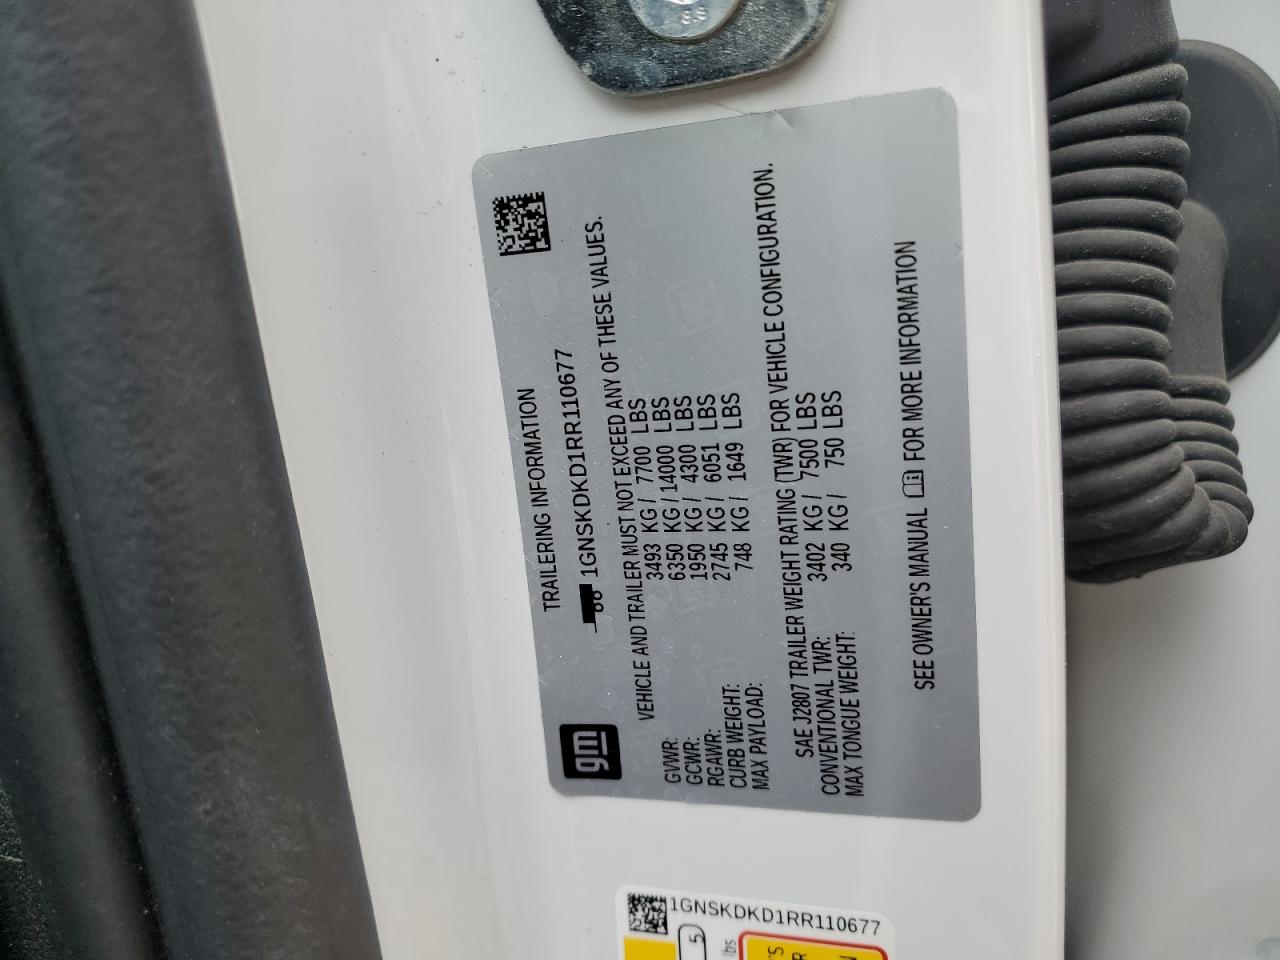 88
gm
TRAILERING INFORMATION
1GNSKDKD1RR110677
VEHICLE AND TRAILER MUST NOT EXCEED ANY OF THESE VALUES.
GVWR: 3493 KG / 7700 LBS
GCWR: 6350 KG / 14000 LBS
RGAWR: 1950 KG / 4300 LBS
CURB WEIGHT: 2745 KG / 6051 LBS
MAX PAYLOAD: 748 KG / 1649 LBS
SAE J2807 TRAILER WEIGHT RATING (TWR) FOR VEHICLE CONFIGURATION.
CONVENTIONAL TWR: 3402 KG / 7500 LBS
MAX TONGUE WEIGHT: 340 KG / 750 LBS
SEE OWNER'S MANUAL FOR MORE INFORMATION
1GNSKDKD1RR110677
5
lbs